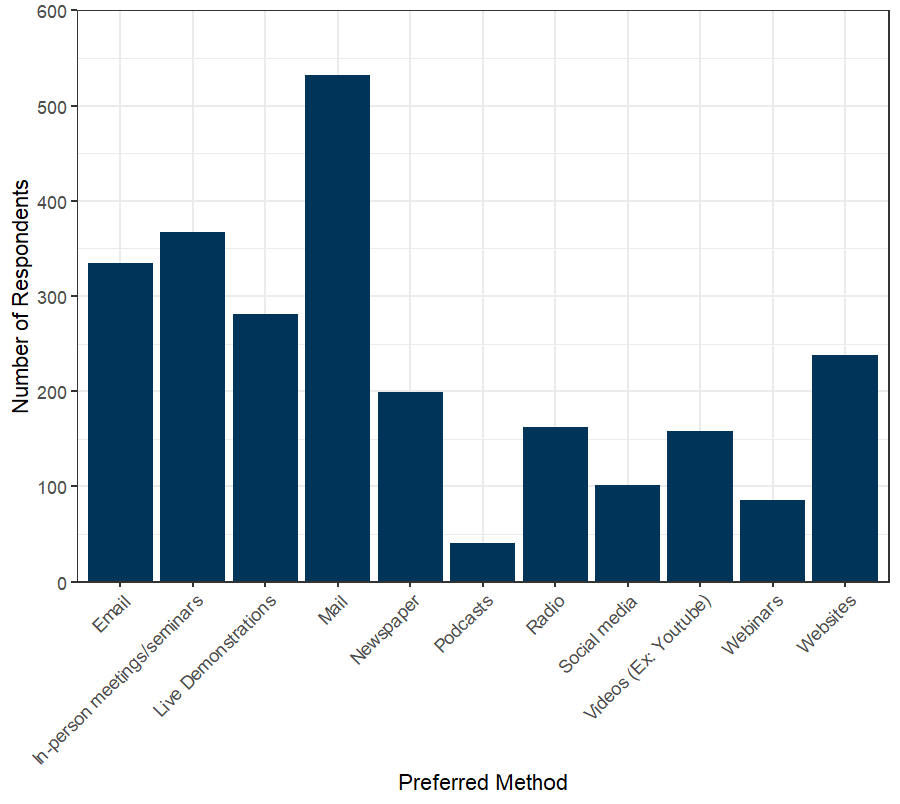 600
500
400
300
200
100
0
Number of Respondents
Email
In-person meetings/seminars
Live Demonstrations
Mail
Newspaper
Podcasts
Radio
Social media
Videos (Ex: Youtube)
Webinars
Websites
Preferred Method